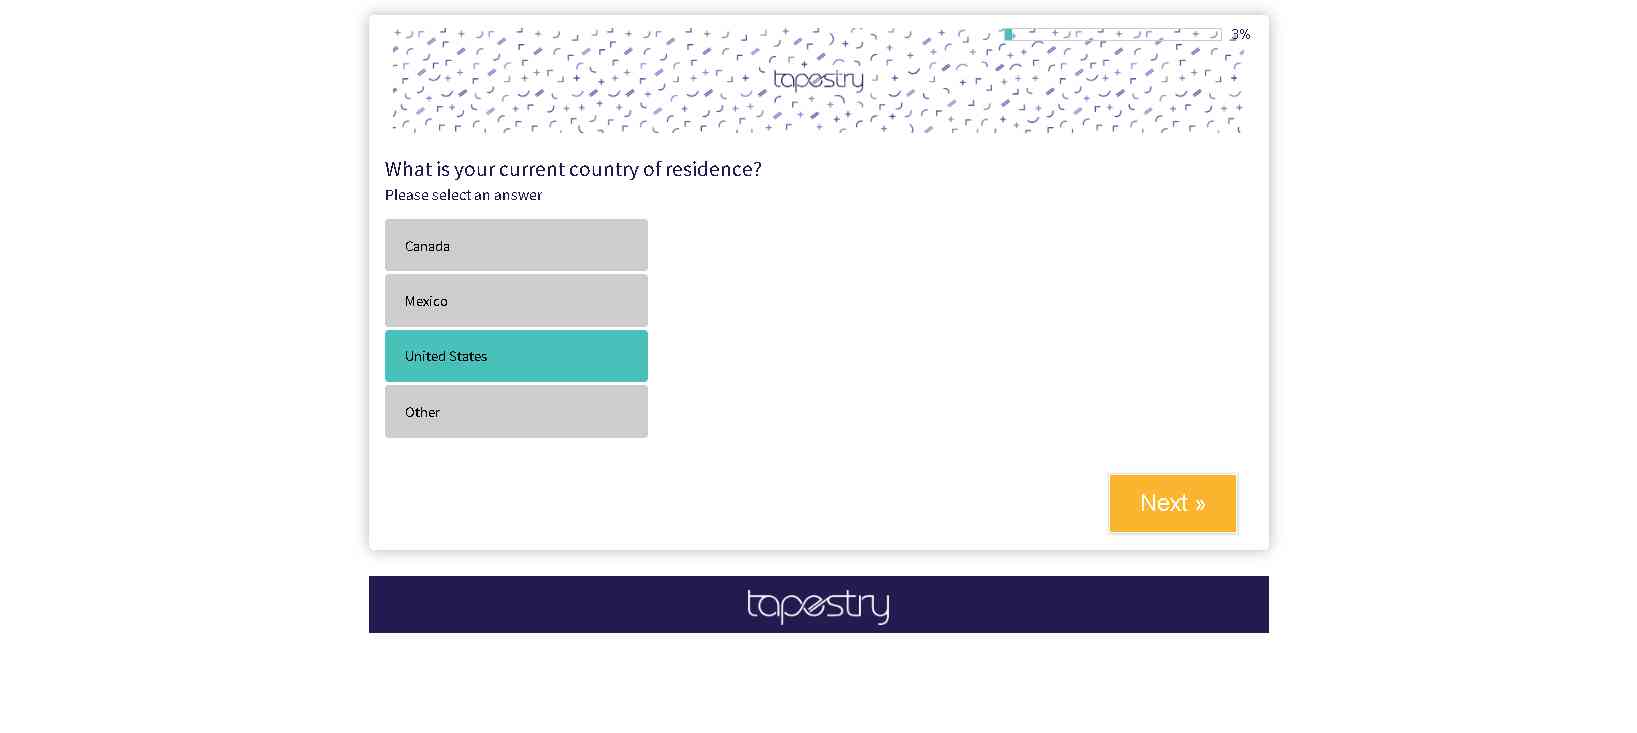 3%
tapestry
What is your current country of residence?
Please select an answer
Canada
Mexico
United States
Other
Next »
tapestry